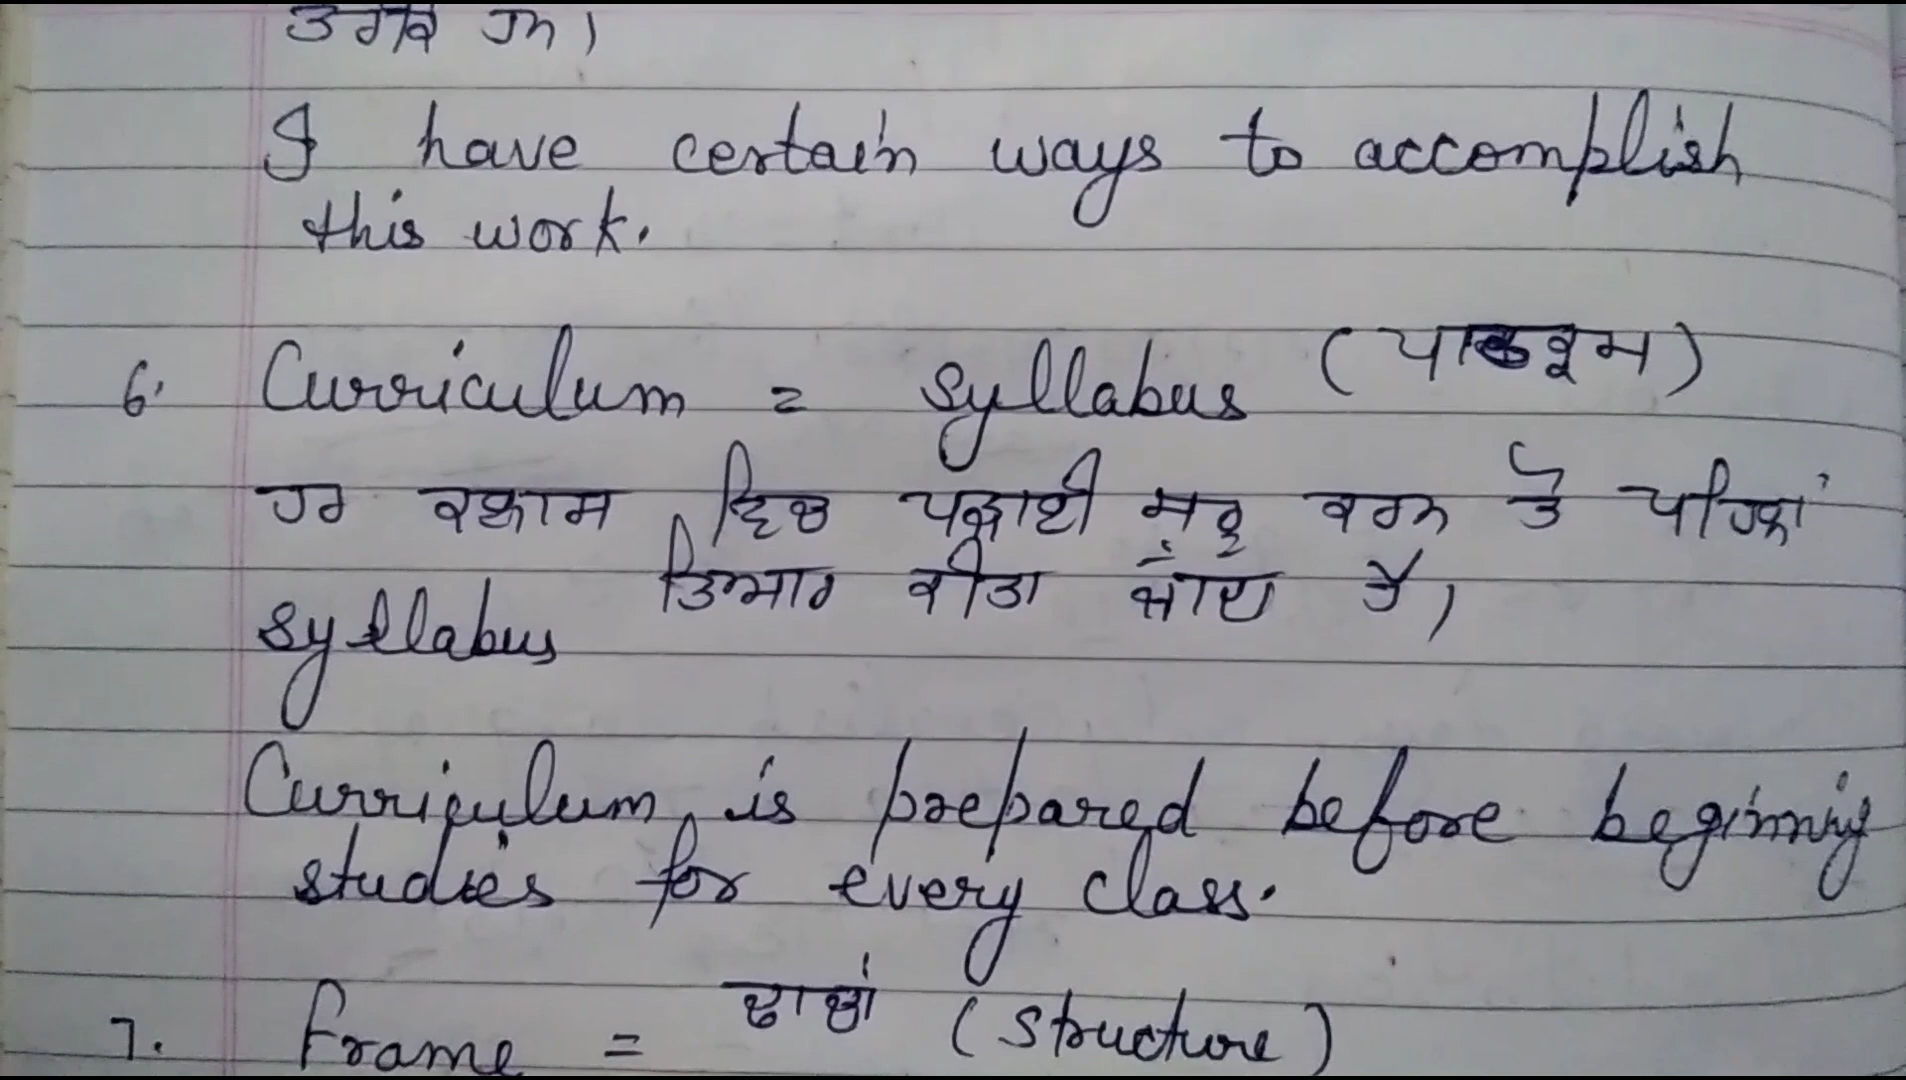 ਹਨ।
I have certain ways to accomplish
this work.
6. Curriculum = Syllabus (ਪਾਠਕ੍ਰਮ)
ਹਰ ਕਲਾਸ ਵਿਚ ਪੜ੍ਹਾਈ ਸ਼ੁਰੂ ਕਰਨ ਤੋਂ ਪਹਿਲਾਂ
Syllabus ਤਿਆਰ ਕੀਤਾ ਜਾਂਦਾ ਹੈ।
Curriculum is prepared before beginning
studies for every class.
7. Frame = ਢਾਚਾਂ (Structure)